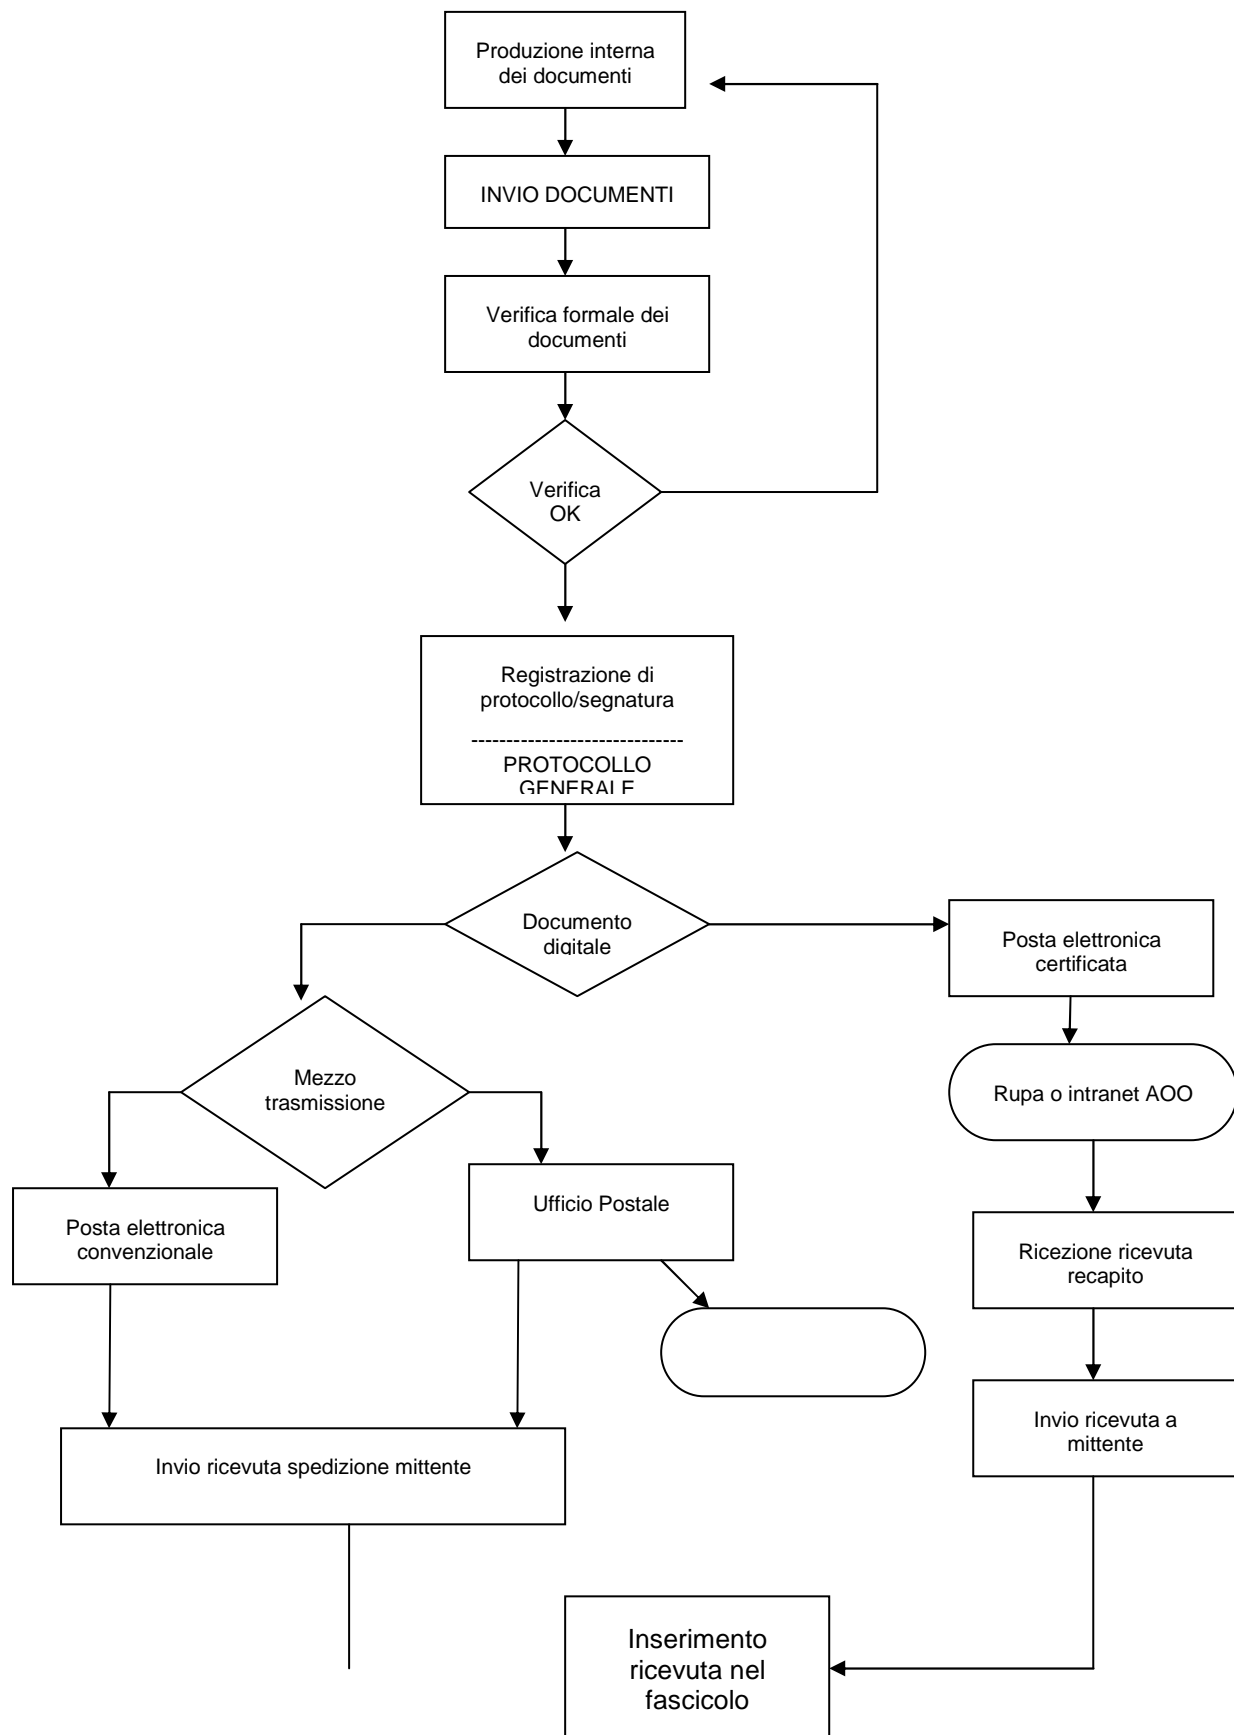 Produzione interna
dei documenti
INVIO DOCUMENTI
Verifica formale dei
documenti
Verifica
OK
Registrazione di
protocollo/segnatura
------------------------------
PROTOCOLLO
GENERALE
Documento
digitale
Posta elettronica
certificata
Mezzo
trasmissione
Rupa o intranet AOO
Ufficio Postale
Posta elettronica
convenzionale
Ricezione ricevuta
recapito
Invio ricevuta a
mittente
Invio ricevuta spedizione mittente
Inserimento
ricevuta nel
fascicolo